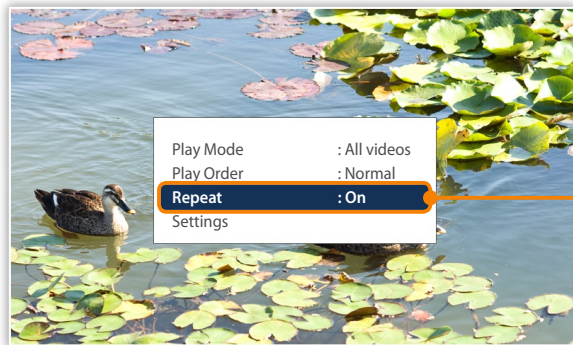 Play Mode : All videos
Play Order : Normal
Repeat : On
Settings